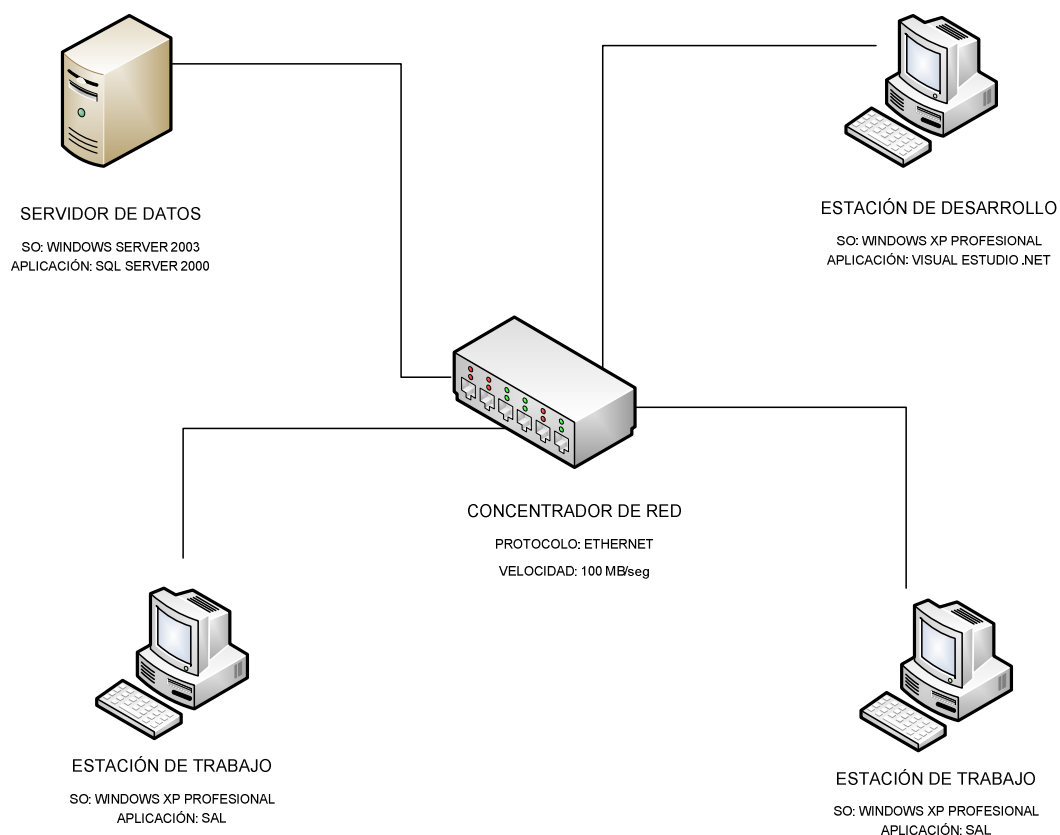 SERVIDOR DE DATOS
SO: WINDOWS SERVER 2003
APLICACIÓN: SQL SERVER 2000
ESTACIÓN DE DESARROLLO
SO: WINDOWS XP PROFESIONAL
APLICACIÓN: VISUAL ESTUDIO .NET
CONCENTRADOR DE RED
PROTOCOLO: ETHERNET
VELOCIDAD: 100 MB/seg
ESTACIÓN DE TRABAJO
SO: WINDOWS XP PROFESIONAL
APLICACIÓN: SAL
ESTACIÓN DE TRABAJO
SO: WINDOWS XP PROFESIONAL
APLICACIÓN: SAL